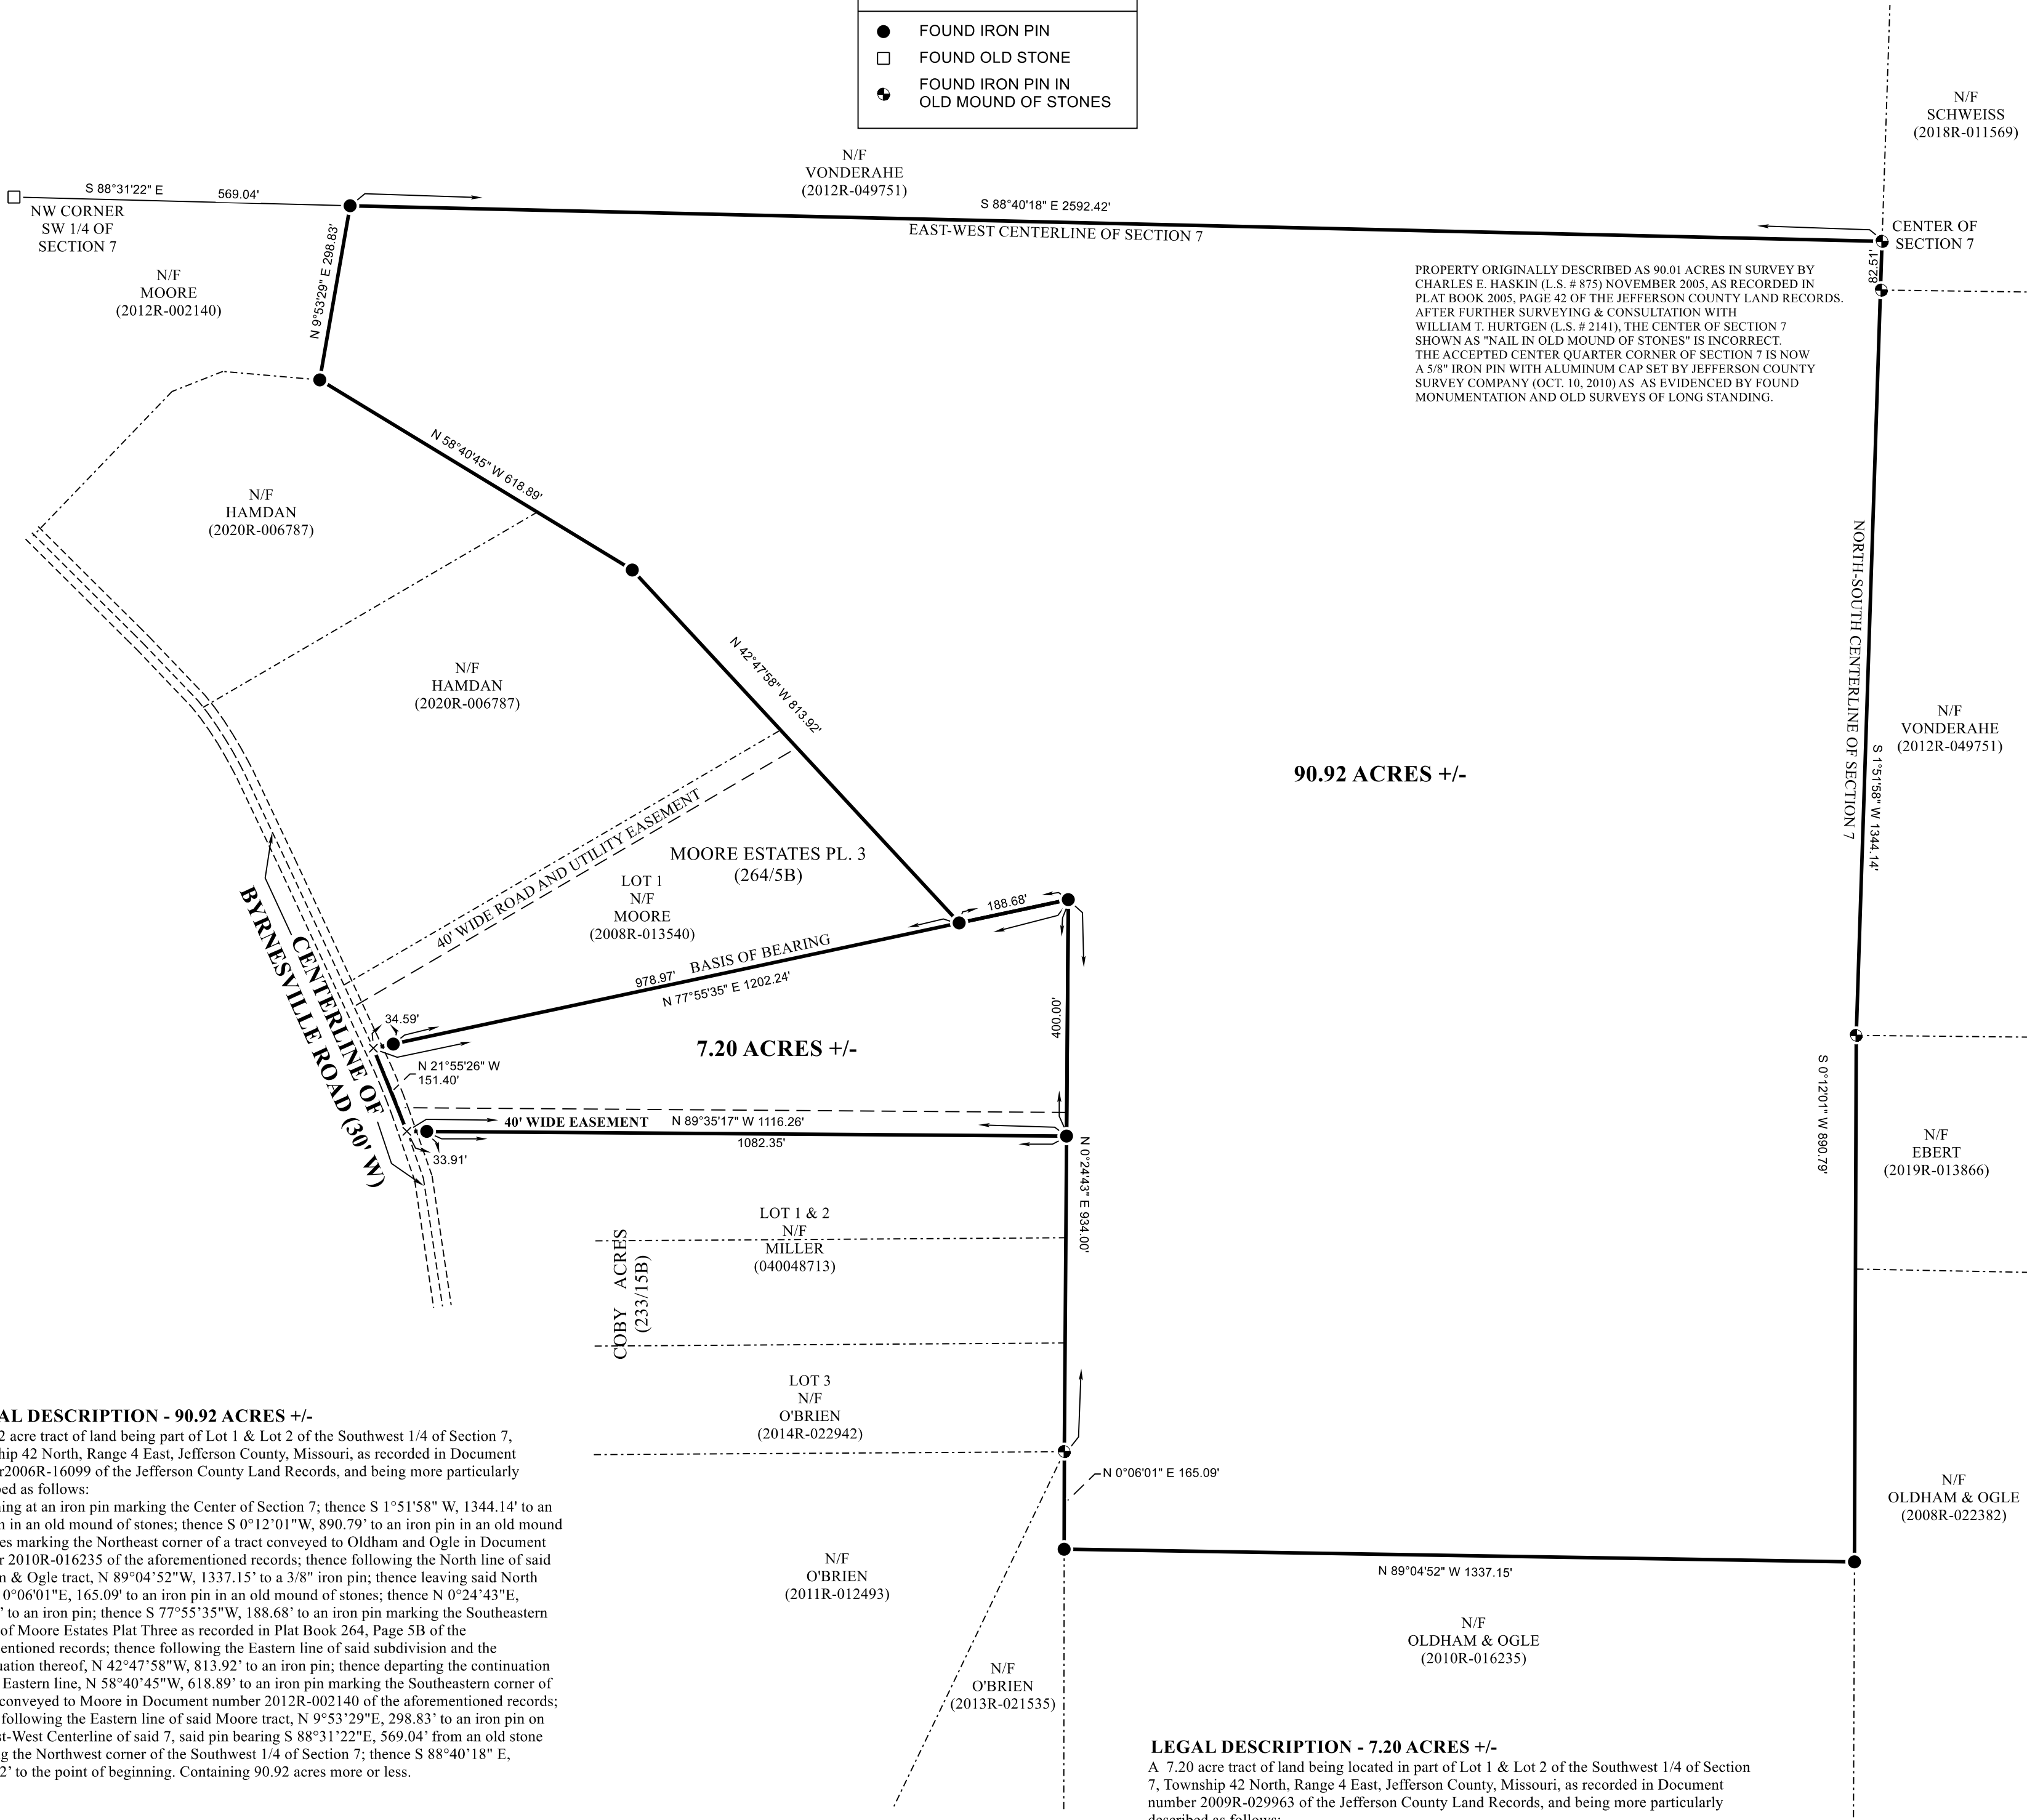 FOUND IRON PIN
FOUND OLD STONE
FOUND IRON PIN IN
OLD MOUND OF STONES
N/F
SCHWEISS
(2018R-011569)
N/F
VONDERAHE
(2012R-049751)
S 88°31'22" E
569.04'
NW CORNER
SW 1/4 OF
SECTION 7
S 88°40'18" E 2592.42'
EAST-WEST CENTERLINE OF SECTION 7
CENTER OF
SECTION 7
82.51'
N 9°53'29" E 298.83'
N/F
MOORE
(2012R-002140)
PROPERTY ORIGINALLY DESCRIBED AS 90.01 ACRES IN SURVEY BY
CHARLES E. HASKIN (L.S. # 875) NOVEMBER 2005, AS RECORDED IN
PLAT BOOK 2005, PAGE 42 OF THE JEFFERSON COUNTY LAND RECORDS.
AFTER FURTHER SURVEYING & CONSULTATION WITH
WILLIAM T. HURTGEN (L.S. # 2141), THE CENTER OF SECTION 7
SHOWN AS "NAIL IN OLD MOUND OF STONES" IS INCORRECT.
THE ACCEPTED CENTER QUARTER CORNER OF SECTION 7 IS NOW
A 5/8" IRON PIN WITH ALUMINUM CAP SET BY JEFFERSON COUNTY
SURVEY COMPANY (OCT. 10, 2010) AS  AS EVIDENCED BY FOUND
MONUMENTATION AND OLD SURVEYS OF LONG STANDING.
N 58°40'45" W 618.89'
N/F
HAMDAN
(2020R-006787)
N/F
HAMDAN
(2020R-006787)
N 42°47'58" W 813.92'
NORTH-SOUTH CENTERLINE OF SECTION 7
S 1°51'58" W 1344.14'
N/F
VONDERAHE
(2012R-049751)
90.92 ACRES +/-
40' WIDE ROAD AND UTILITY EASEMENT
MOORE ESTATES PL. 3
(264/5B)
LOT 1
N/F
MOORE
(2008R-013540)
188.68'
978.97'
BASIS OF BEARING
N 77°55'35" E 1202.24'
400.00'
CENTERLINE OF
BYRNESVILLE ROAD (30' W)
34.59'
7.20 ACRES +/-
N 21°55'26" W
151.40'
40' WIDE EASEMENT
N 89°35'17" W 1116.26'
1082.35'
33.91'
N 0°24'43" E 934.00'
S 0°12'01" W 890.79'
N/F
EBERT
(2019R-013866)
LOT 1 & 2
N/F
MILLER
(040048713)
COBY ACRES
(233/15B)
LOT 3
N/F
O'BRIEN
(2014R-022942)
N 0°06'01" E 165.09'
N/F
OLDHAM & OGLE
(2008R-022382)
N/F
O'BRIEN
(2011R-012493)
N 89°04'52" W 1337.15'
N/F
OLDHAM & OGLE
(2010R-016235)
N/F
O'BRIEN
(2013R-021535)
AL DESCRIPTION - 90.92 ACRES +/-
2 acre tract of land being part of Lot 1 & Lot 2 of the Southwest 1/4 of Section 7,
hip 42 North, Range 4 East, Jefferson County, Missouri, as recorded in Document
r2006R-16099 of the Jefferson County Land Records, and being more particularly
bed as follows:
ning at an iron pin marking the Center of Section 7; thence S 1°51'58" W, 1344.14' to an
n in an old mound of stones; thence S 0°12’01"W, 890.79’ to an iron pin in an old mound
es marking the Northeast corner of a tract conveyed to Oldham and Ogle in Document
r 2010R-016235 of the aforementioned records; thence following the North line of said
m & Ogle tract, N 89°04’52"W, 1337.15’ to a 3/8" iron pin; thence leaving said North
0°06'01"E, 165.09' to an iron pin in an old mound of stones; thence N 0°24’43"E,
’ to an iron pin; thence S 77°55’35"W, 188.68’ to an iron pin marking the Southeastern
of Moore Estates Plat Three as recorded in Plat Book 264, Page 5B of the
entioned records; thence following the Eastern line of said subdivision and the
uation thereof, N 42°47’58"W, 813.92’ to an iron pin; thence departing the continuation
Eastern line, N 58°40’45"W, 618.89’ to an iron pin marking the Southeastern corner of
conveyed to Moore in Document number 2012R-002140 of the aforementioned records;
following the Eastern line of said Moore tract, N 9°53’29"E, 298.83’ to an iron pin on
st-West Centerline of said 7, said pin bearing S 88°31’22"E, 569.04’ from an old stone
g the Northwest corner of the Southwest 1/4 of Section 7; thence S 88°40’18" E,
2’ to the point of beginning. Containing 90.92 acres more or less.
LEGAL DESCRIPTION - 7.20 ACRES +/-
A  7.20 acre tract of land being located in part of Lot 1 & Lot 2 of the Southwest 1/4 of Section
7, Township 42 North, Range 4 East, Jefferson County, Missouri, as recorded in Document
number 2009R-029963 of the Jefferson County Land Records, and being more particularly
described as follows: